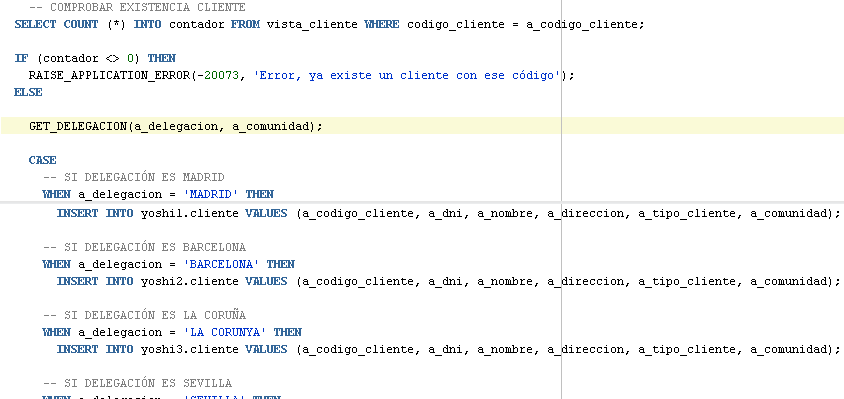 -- COMPROBAR EXISTENCIA CLIENTE
SELECT COUNT (*) INTO contador FROM vista_cliente WHERE codigo_cliente = a_codigo_cliente;
IF (contador <> 0) THEN
RAISE_APPLICATION_ERROR(-20073, 'Error, ya existe un cliente con ese código');
ELSE
GET_DELEGACION(a_delegacion, a_comunidad);
CASE
-- SI DELEGACIÓN ES MADRID
WHEN a_delegacion = 'MADRID' THEN
INSERT INTO yoshi1.cliente VALUES (a_codigo_cliente, a_dni, a_nombre, a_direccion, a_tipo_cliente, a_comunidad);
-- SI DELEGACIÓN ES BARCELONA
WHEN a_delegacion = 'BARCELONA' THEN
INSERT INTO yoshi2.cliente VALUES (a_codigo_cliente, a_dni, a_nombre, a_direccion, a_tipo_cliente, a_comunidad);
-- SI DELEGACIÓN ES LA CORUÑA
WHEN a_delegacion = 'LA CORUNYA' THEN
INSERT INTO yoshi3.cliente VALUES (a_codigo_cliente, a_dni, a_nombre, a_direccion, a_tipo_cliente, a_comunidad);
-- SI DELEGACIÓN ES SEVILLA
WHEN a_delegacion = 'SEVILLA' THEN